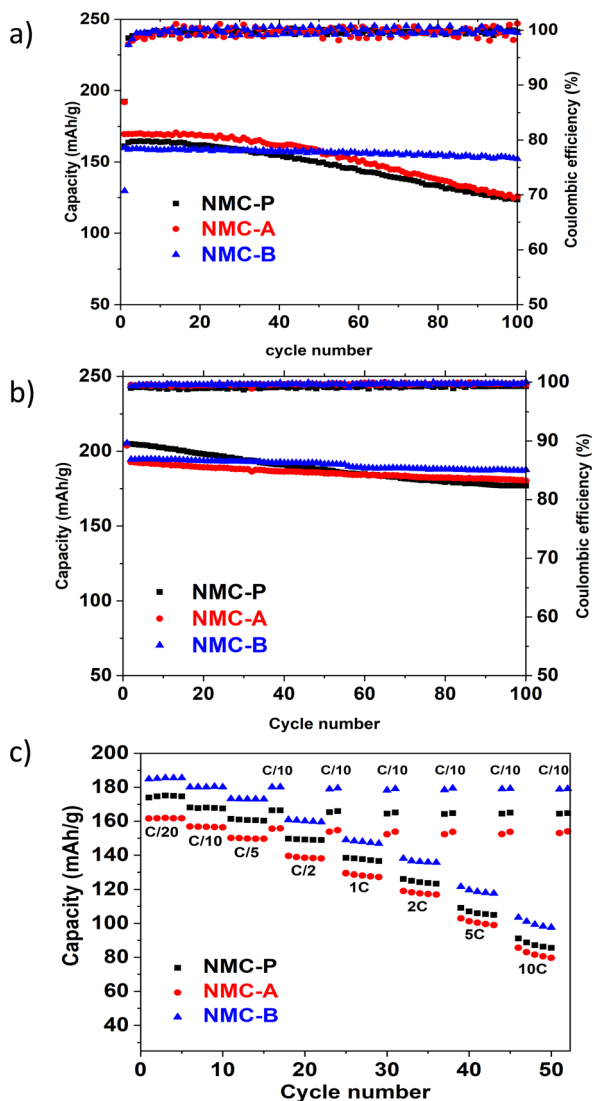 a)
250
200
150
100
50
Capacity (mAh/g)
100
90
80
70
60
50
Coulombic efficiency (%)
NMC-P
NMC-A
NMC-B
0 20 40 60 80 100
cycle number
b)
250
200
150
100
50
Capacity (mAh/g)
100
90
80
70
60
50
Coulombic efficiency (%)
NMC-P
NMC-A
NMC-B
0 20 40 60 80 100
Cycle number
c)
200
180
160
140
120
100
80
60
40
Capacity (mAh/g)
C/10 C/10 C/10 C/10 C/10 C/10
C/20
C/10
C/5
C/2
1C
2C
5C
10C
NMC-P
NMC-A
NMC-B
0 10 20 30 40 50
Cycle number